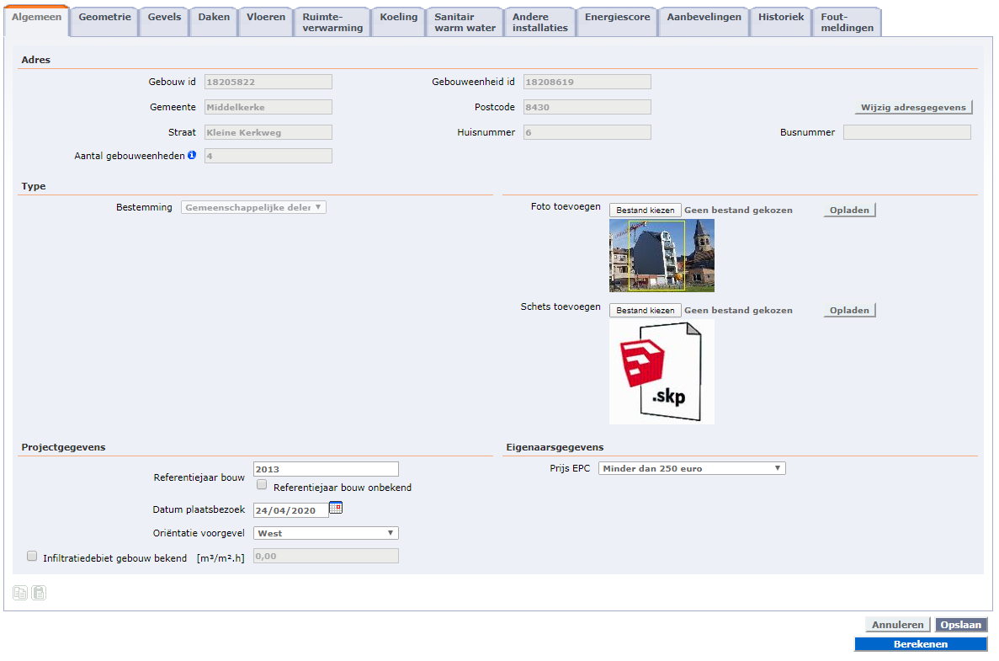 Algemeen
Geometrie
Gevels
Daken
Vloeren
Ruimte-
verwarming
Koeling
Sanitair
warm water
Andere
installaties
Energiescore
Aanbevelingen
Historiek
Fout-
meldingen
Adres
Gebouw id 18205822 Gebouweenheid id 18208619
Gemeente Middelkerke Postcode 8430 Wijzig adresgegevens
Straat Kleine Kerkweg Huisnummer 6 Busnummer
Aantal gebouweenheden i 4
Type
Bestemming Gemeenschappelijke deler
Foto toevoegen Bestand kiezen Geen bestand gekozen Opladen
Schets toevoegen Bestand kiezen Geen bestand gekozen Opladen
.skp
Projectgegevens
Referentiejaar bouw 2013
Referentiejaar bouw onbekend
Datum plaatsbezoek 24/04/2020
Oriëntatie voorgevel West
Infiltratiedebiet gebouw bekend [m³/m².h] 0,00
Eigenaarsgegevens
Prijs EPC Minder dan 250 euro
Annuleren Opslaan
Berekenen